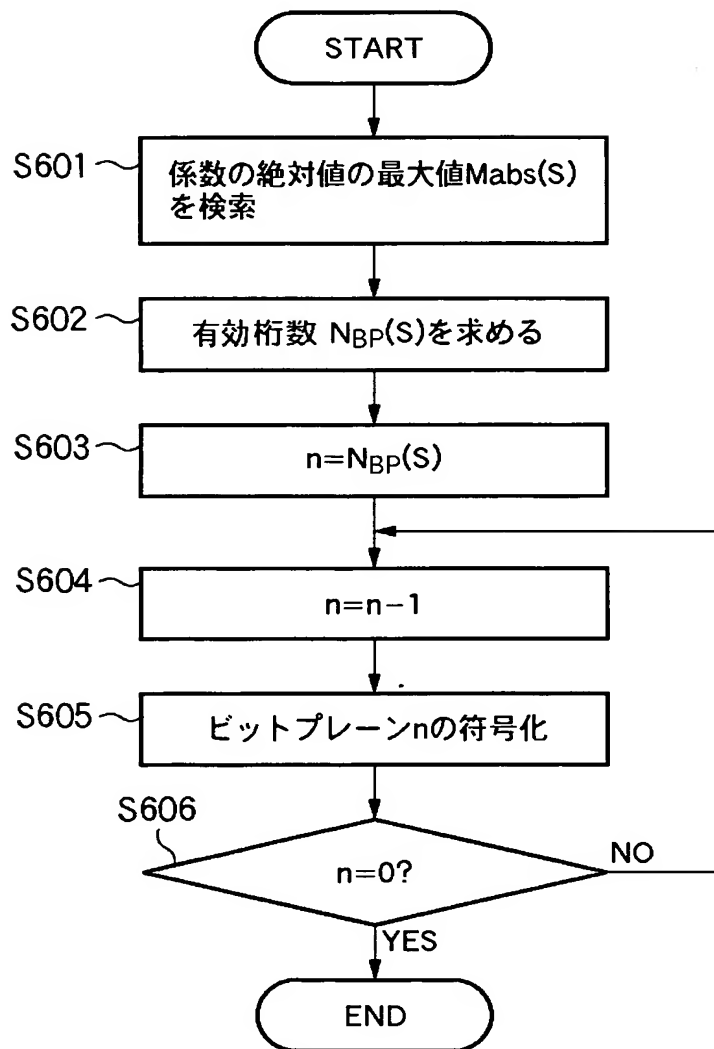 START
S601
係数の絶対値の最大値Mabs(S)
を検索
S602
有効桁数 NBP(S)を求める
S603
n=NBP(S)
S604
n=n−1
S605
ビットプレーンnの符号化
S606
n=0?
NO
YES
END